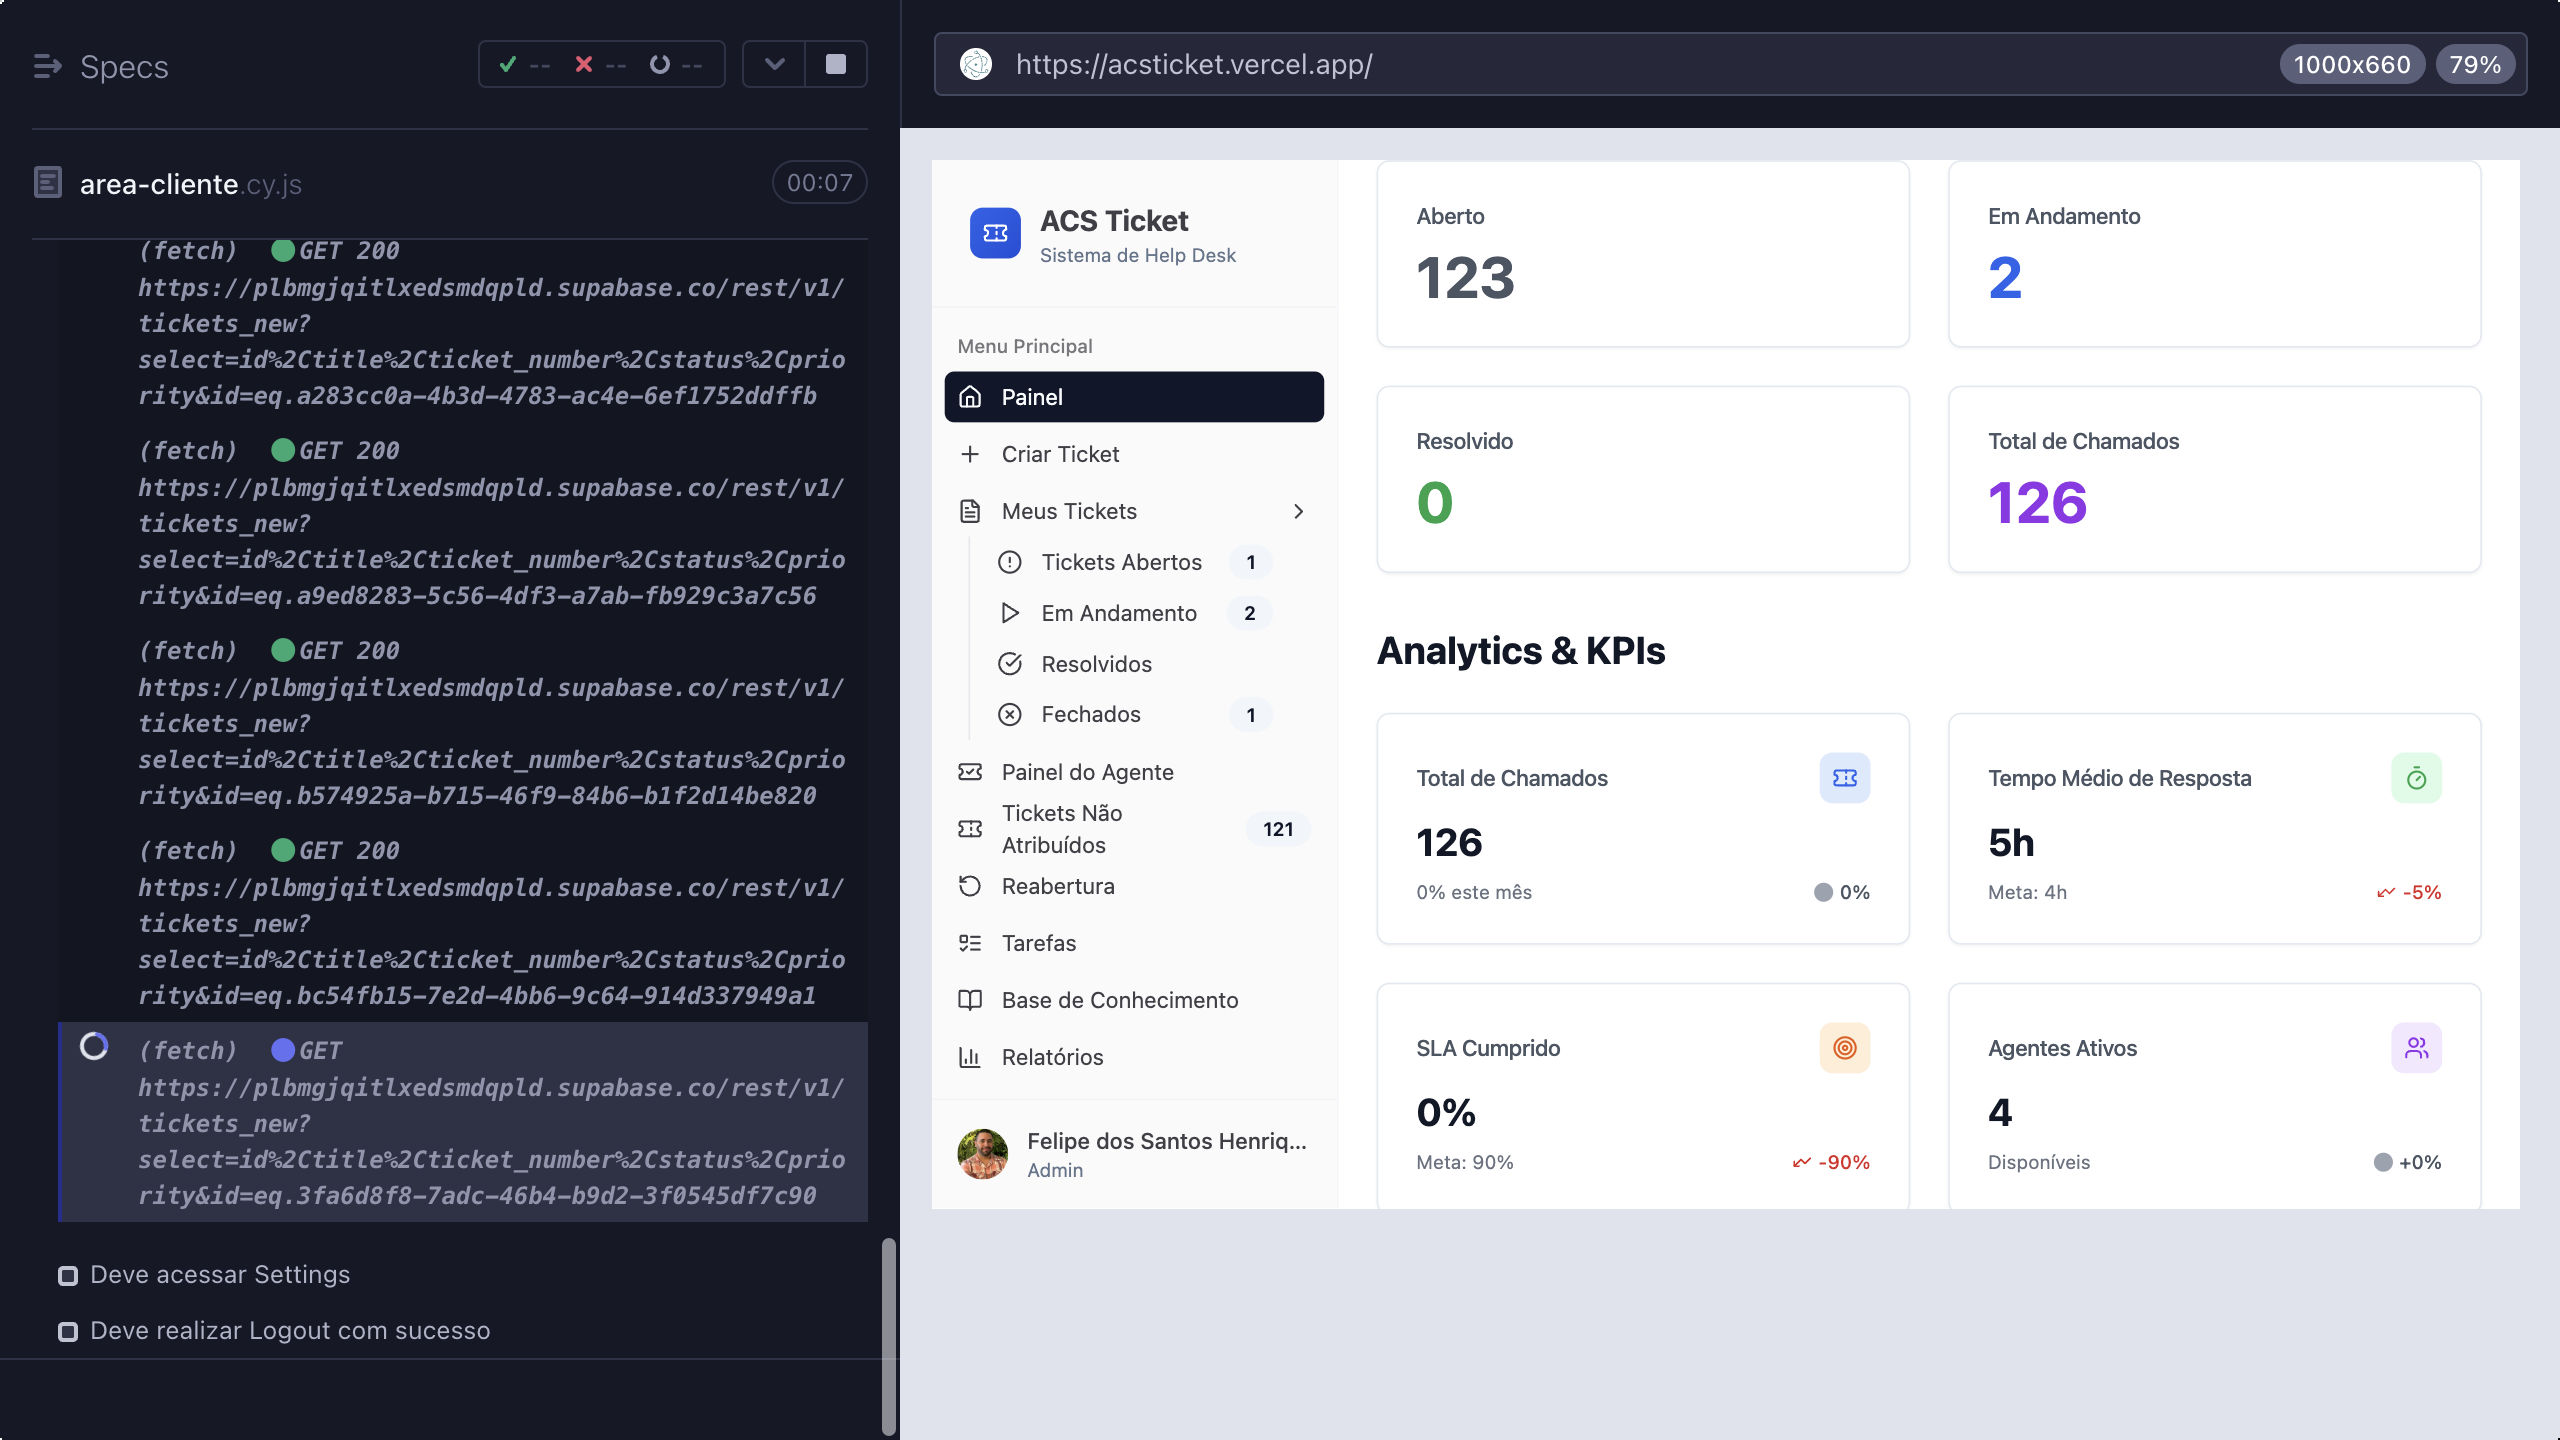 Specs
-- -- --
area-cliente.cy.js
00:07
(fetch) GET 200
https://plbmgjqitlxedsmdqpld.supabase.co/rest/v1/
tickets_new?
select=id%2Ctitle%2Cticket_number%2Cstatus%2Cprio
rity&id=eq.a283cc0a-4b3d-4783-ac4e-6ef1752ddffb
(fetch) GET 200
https://plbmgjqitlxedsmdqpld.supabase.co/rest/v1/
tickets_new?
select=id%2Ctitle%2Cticket_number%2Cstatus%2Cprio
rity&id=eq.a9ed8283-5c56-4df3-a7ab-fb929c3a7c56
(fetch) GET 200
https://plbmgjqitlxedsmdqpld.supabase.co/rest/v1/
tickets_new?
select=id%2Ctitle%2Cticket_number%2Cstatus%2Cprio
rity&id=eq.b574925a-b715-46f9-84b6-b1f2d14be820
(fetch) GET 200
https://plbmgjqitlxedsmdqpld.supabase.co/rest/v1/
tickets_new?
select=id%2Ctitle%2Cticket_number%2Cstatus%2Cprio
rity&id=eq.bc54fb15-7e2d-4bb6-9c64-914d337949a1
(fetch) GET
https://plbmgjqitlxedsmdqpld.supabase.co/rest/v1/
tickets_new?
select=id%2Ctitle%2Cticket_number%2Cstatus%2Cprio
rity&id=eq.3fa6d8f8-7adc-46b4-b9d2-3f0545df7c90
Deve acessar Settings
Deve realizar Logout com sucesso
https://acsticket.vercel.app/
1000x660
79%
ACS Ticket
Sistema de Help Desk
Menu Principal
Painel
Criar Ticket
Meus Tickets
Tickets Abertos 1
Em Andamento 2
Resolvidos
Fechados 1
Painel do Agente
Tickets Não
Atribuídos
121
Reabertura
Tarefas
Base de Conhecimento
Relatórios
Felipe dos Santos Henriq...
Admin
Aberto
123
Em Andamento
2
Resolvido
0
Total de Chamados
126
Analytics & KPIs
Total de Chamados
126
0% este mês
0%
Tempo Médio de Resposta
5h
Meta: 4h
-5%
SLA Cumprido
0%
Meta: 90%
-90%
Agentes Ativos
4
Disponíveis
+0%